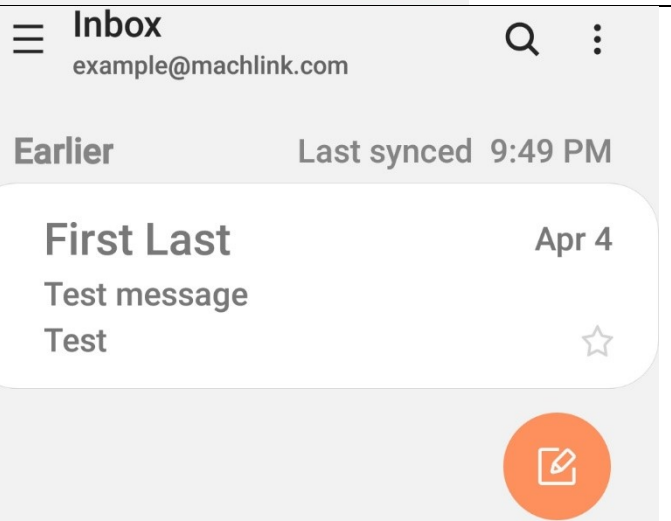 Inbox
example@machlink.com
Earlier Last synced 9:49 PM
First Last Apr 4
Test message
Test